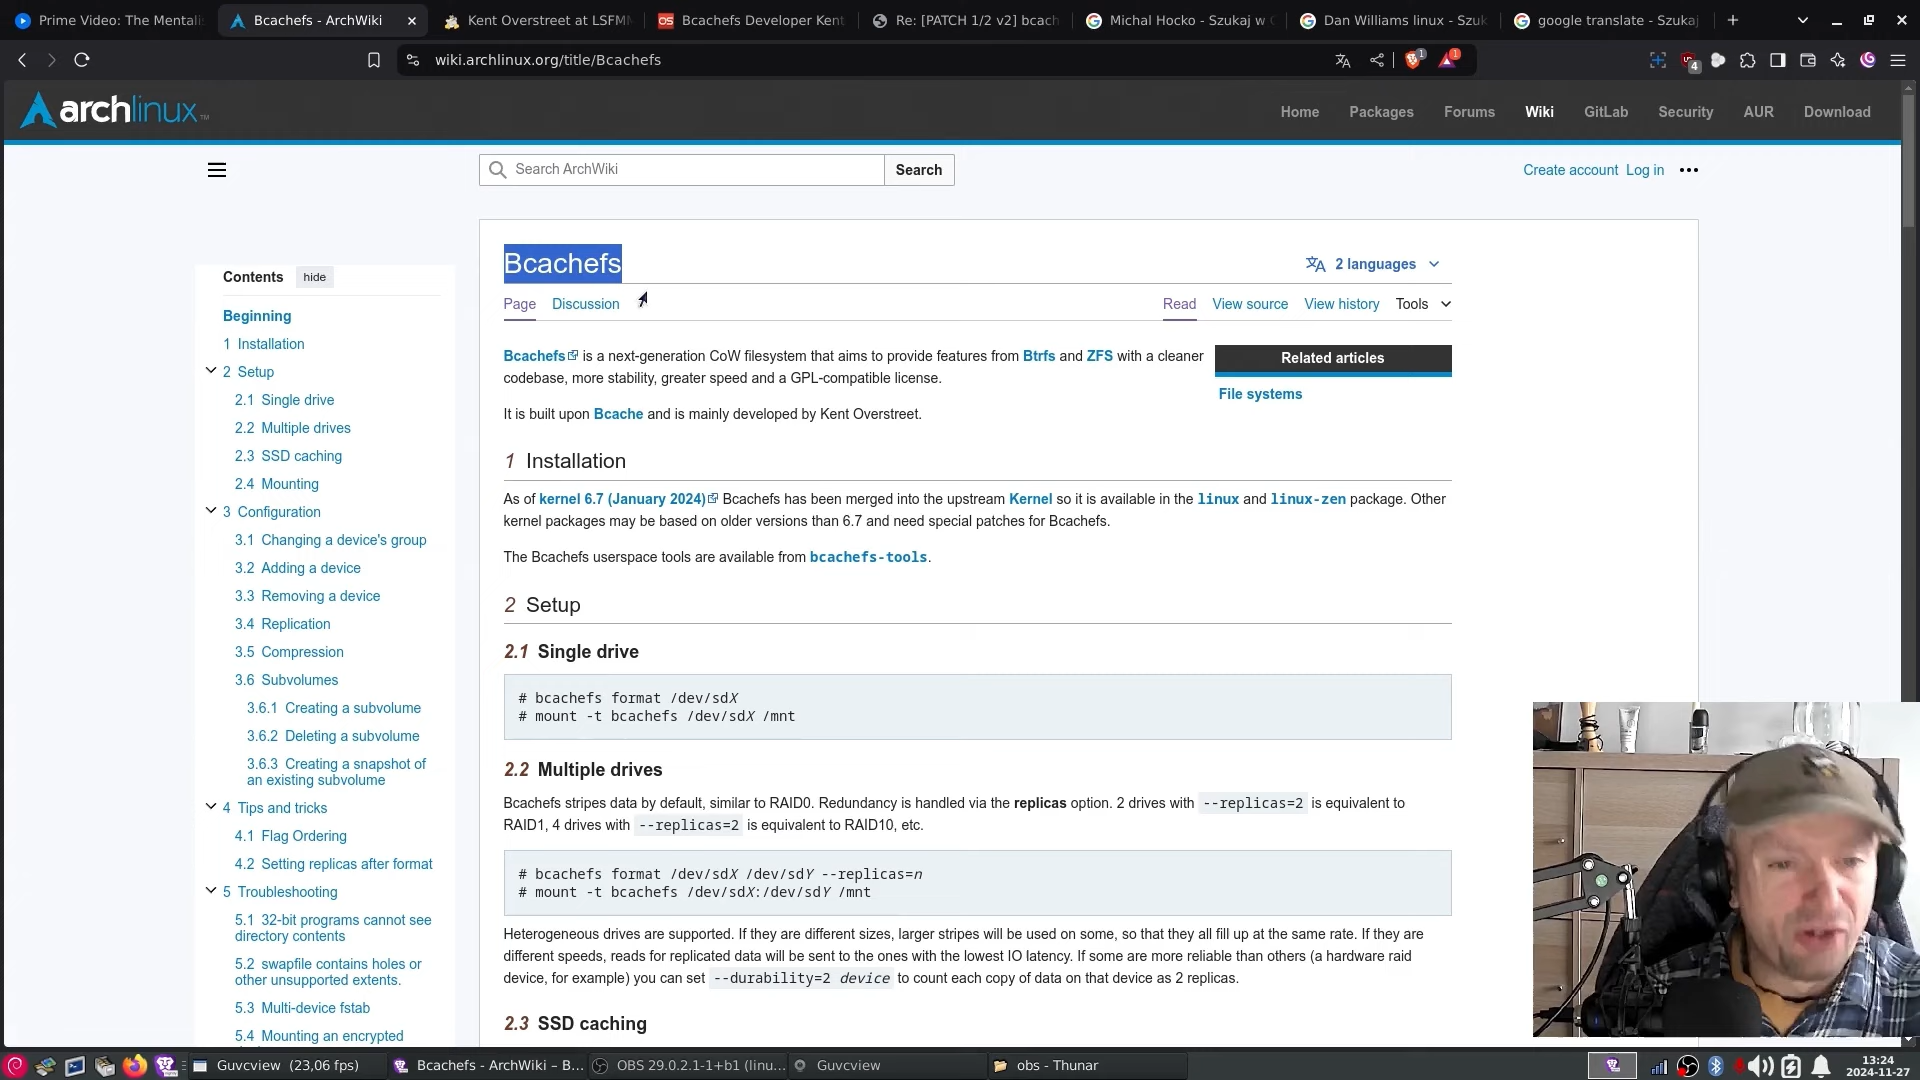 Prime Video: The Mentalis
Bcachefs - ArchWiki
Kent Overstreet at LSFMM
Bcachefs Developer Kent
Re: [PATCH 1/2 v2] bcach
Michal Hocko - Szukaj w G
Dan Williams linux - Szuk
google translate - Szukaj
wiki.archlinux.org/title/Bcachefs
1
1
4
archlinux™
Home
Packages
Forums
Wiki
GitLab
Security
AUR
Download
Search ArchWiki
Search
Create account
Log in
Contents
hide
Beginning
1 Installation
2 Setup
2.1 Single drive
2.2 Multiple drives
2.3 SSD caching
2.4 Mounting
3 Configuration
3.1 Changing a device's group
3.2 Adding a device
3.3 Removing a device
3.4 Replication
3.5 Compression
3.6 Subvolumes
3.6.1 Creating a subvolume
3.6.2 Deleting a subvolume
3.6.3 Creating a snapshot of
an existing subvolume
4 Tips and tricks
4.1 Flag Ordering
4.2 Setting replicas after format
5 Troubleshooting
5.1 32-bit programs cannot see
directory contents
5.2 swapfile contains holes or
other unsupported extents.
5.3 Multi-device fstab
5.4 Mounting an encrypted
Bcachefs
2 languages
Page
Discussion
Read
View source
View history
Tools
Bcachefs is a next-generation CoW filesystem that aims to provide features from Btrfs and ZFS with a cleaner
codebase, more stability, greater speed and a GPL-compatible license.
It is built upon Bcache and is mainly developed by Kent Overstreet.
Related articles
File systems
1 Installation
As of kernel 6.7 (January 2024) Bcachefs has been merged into the upstream Kernel so it is available in the linux and linux-zen package. Other
kernel packages may be based on older versions than 6.7 and need special patches for Bcachefs.
The Bcachefs userspace tools are available from bcachefs-tools.
2 Setup
2.1 Single drive
# bcachefs format /dev/sdX
# mount -t bcachefs /dev/sdX /mnt
2.2 Multiple drives
Bcachefs stripes data by default, similar to RAID0. Redundancy is handled via the replicas option. 2 drives with --replicas=2 is equivalent to
RAID1, 4 drives with --replicas=2 is equivalent to RAID10, etc.
# bcachefs format /dev/sdX /dev/sdY --replicas=n
# mount -t bcachefs /dev/sdX:/dev/sdY /mnt
Heterogeneous drives are supported. If they are different sizes, larger stripes will be used on some, so that they all fill up at the same rate. If they are
different speeds, reads for replicated data will be sent to the ones with the lowest IO latency. If some are more reliable than others (a hardware raid
device, for example) you can set --durability=2 device to count each copy of data on that device as 2 replicas.
2.3 SSD caching
Guvcview (23,06 fps)
Bcachefs - ArchWiki – B...
OBS 29.0.2.1-1+b1 (linu...
Guvcview
obs - Thunar
13:24
2024-11-27